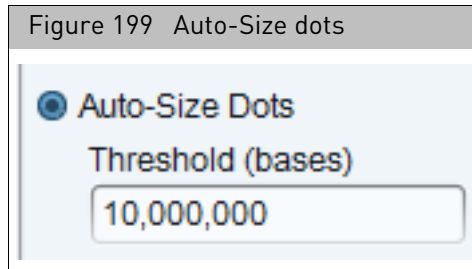 Figure 199 Auto-Size dots
Auto-Size Dots
Threshold (bases)
10,000,000